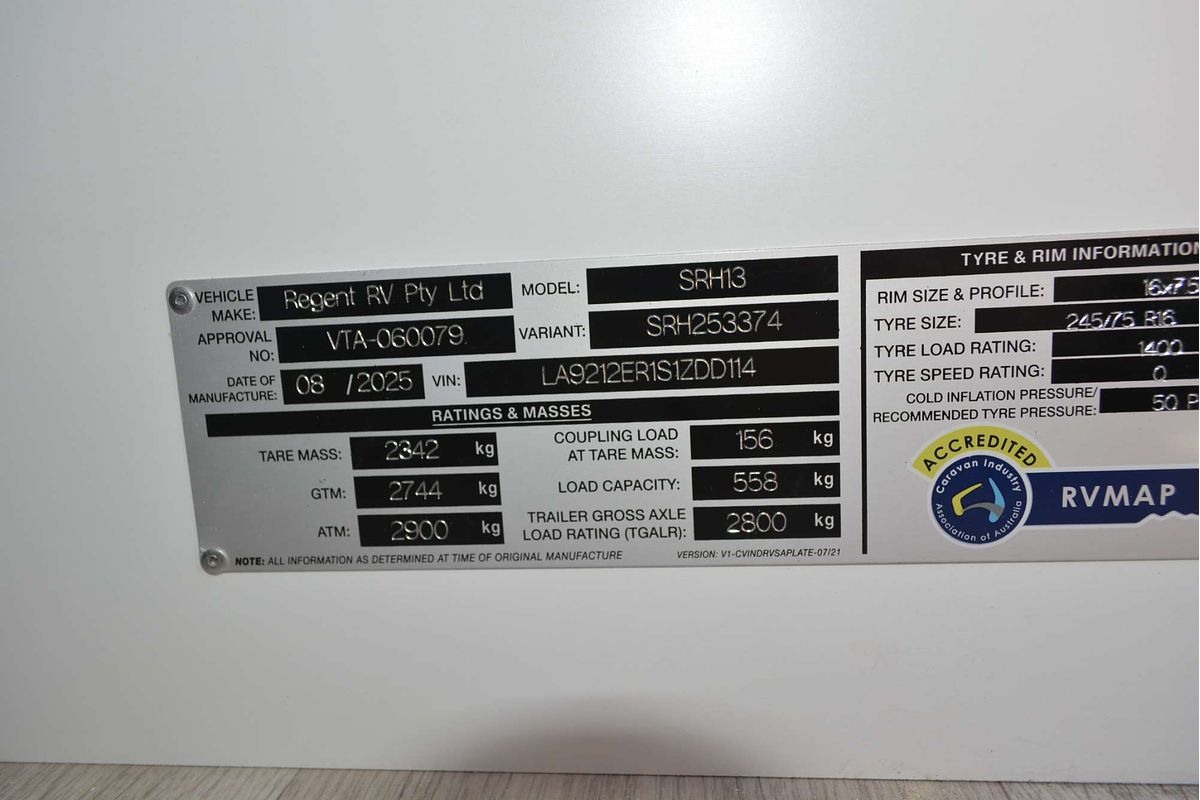 VEHICLE MAKE: Regent RV Pty Ltd MODEL: SRH13
APPROVAL NO: VTA-060079 VARIANT: SRH253374
DATE OF MANUFACTURE: 08 /2025 VIN: LA9212ER1S1ZDD114
RATINGS & MASSES
TARE MASS: 2342 kg COUPLING LOAD AT TARE MASS: 156 kg
GTM: 2744 kg LOAD CAPACITY: 558 kg
ATM: 2900 kg TRAILER GROSS AXLE LOAD RATING (TGALR): 2800 kg
NOTE: ALL INFORMATION AS DETERMINED AT TIME OF ORIGINAL MANUFACTURE VERSION: V1-CVINDRVSAPLATE-07/21
TYRE & RIM INFORMATION
RIM SIZE & PROFILE: 16x7.5
TYRE SIZE: 245/75 R16
TYRE LOAD RATING: 1400
TYRE SPEED RATING: Q
COLD INFLATION PRESSURE/
RECOMMENDED TYRE PRESSURE: 50
ACCREDITED
Caravan Industry
Association of Australia
RVMAP